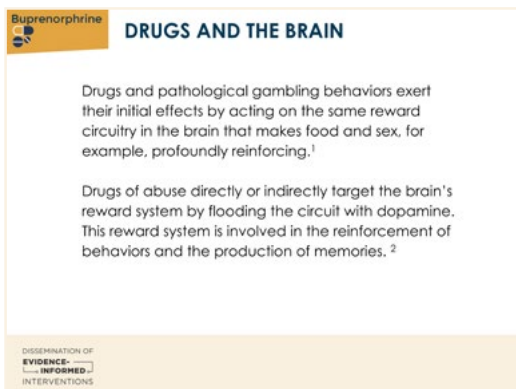 Buprenorphrine
DRUGS AND THE BRAIN
Drugs and pathological gambling behaviors exert
their initial effects by acting on the same reward
circuitry in the brain that makes food and sex, for
example, profoundly reinforcing.¹
Drugs of abuse directly or indirectly target the brain's
reward system by flooding the circuit with dopamine.
This reward system is involved in the reinforcement of
behaviors and the production of memories. ²
DISSEMINATION OF
EVIDENCE-
INFORMED
INTERVENTIONS